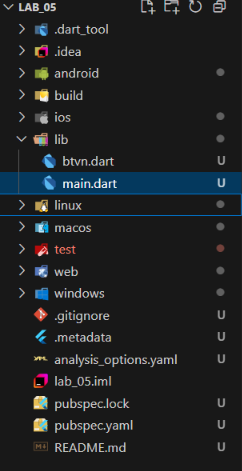 LAB_05
.dart_tool
.idea
android
build
ios
lib
btvn.dart U
main.dart U
linux
macos
test
web
windows
.gitignore U
.metadata U
analysis_options.yaml U
lab_05.iml U
pubspec.lock U
pubspec.yaml U
README.md U